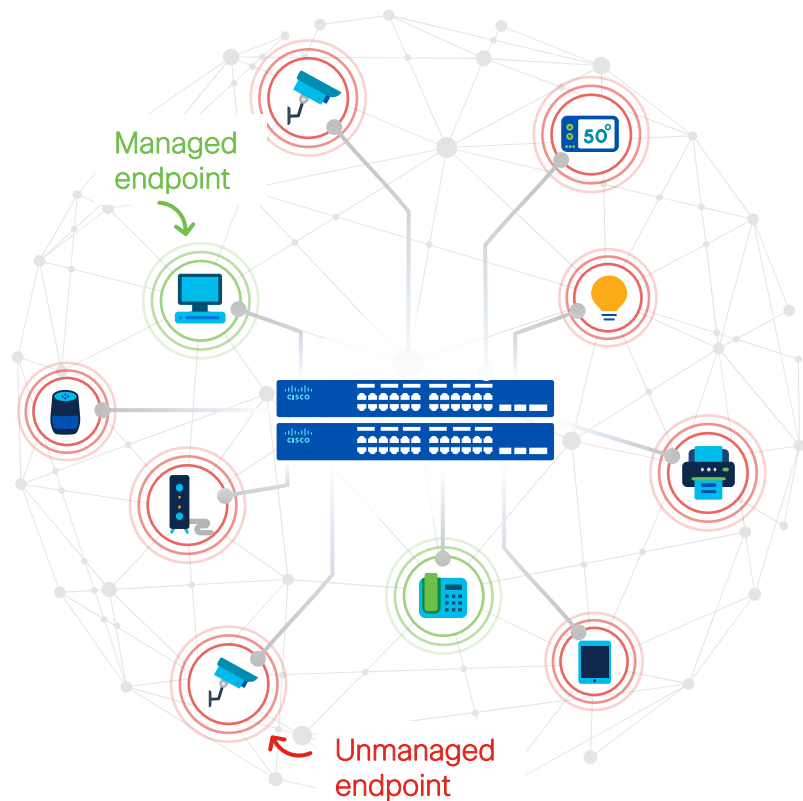 Managed
endpoint
50°
CISCO
CISCO
Unmanaged
endpoint